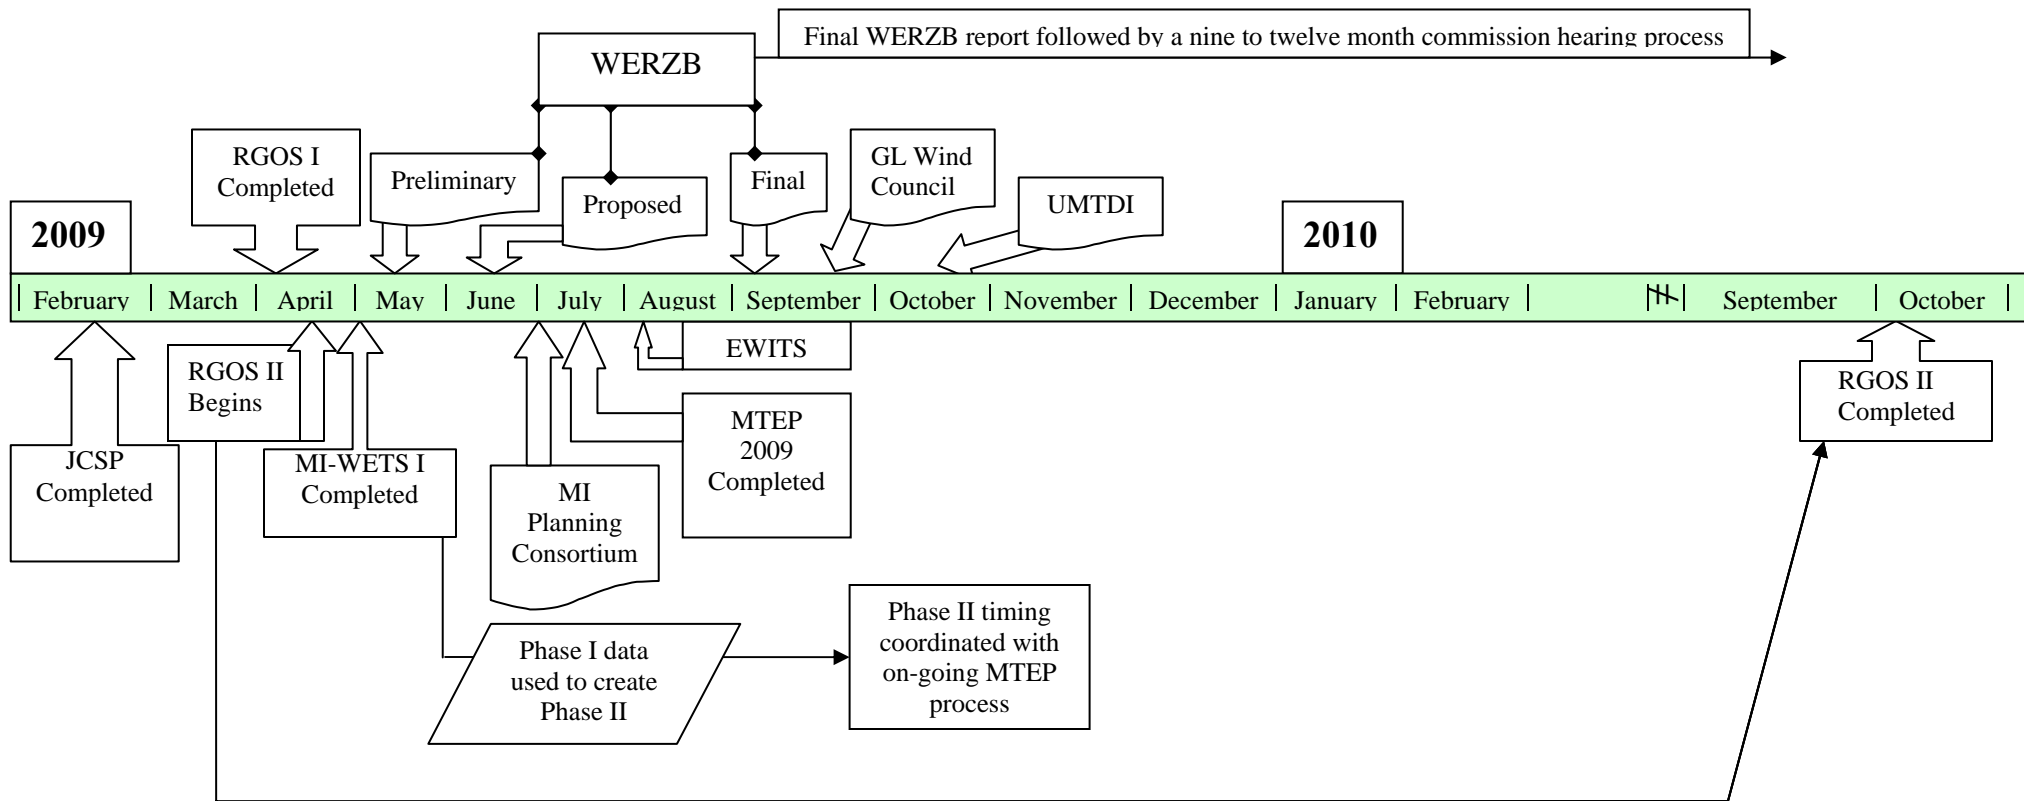 Final WERZB report followed by a nine to twelve month commission hearing process
WERZB
RGOS I
Completed
Preliminary
Proposed
Final
GL Wind
Council
UMTDI
2009
2010
February March April May June July August September October November December January February September October
EWITS
RGOS II
Begins
RGOS II
Completed
JCSP
Completed
MI-WETS I
Completed
MI
Planning
Consortium
MTEP
2009
Completed
Phase I data
used to create
Phase II
Phase II timing
coordinated with
on-going MTEP
process